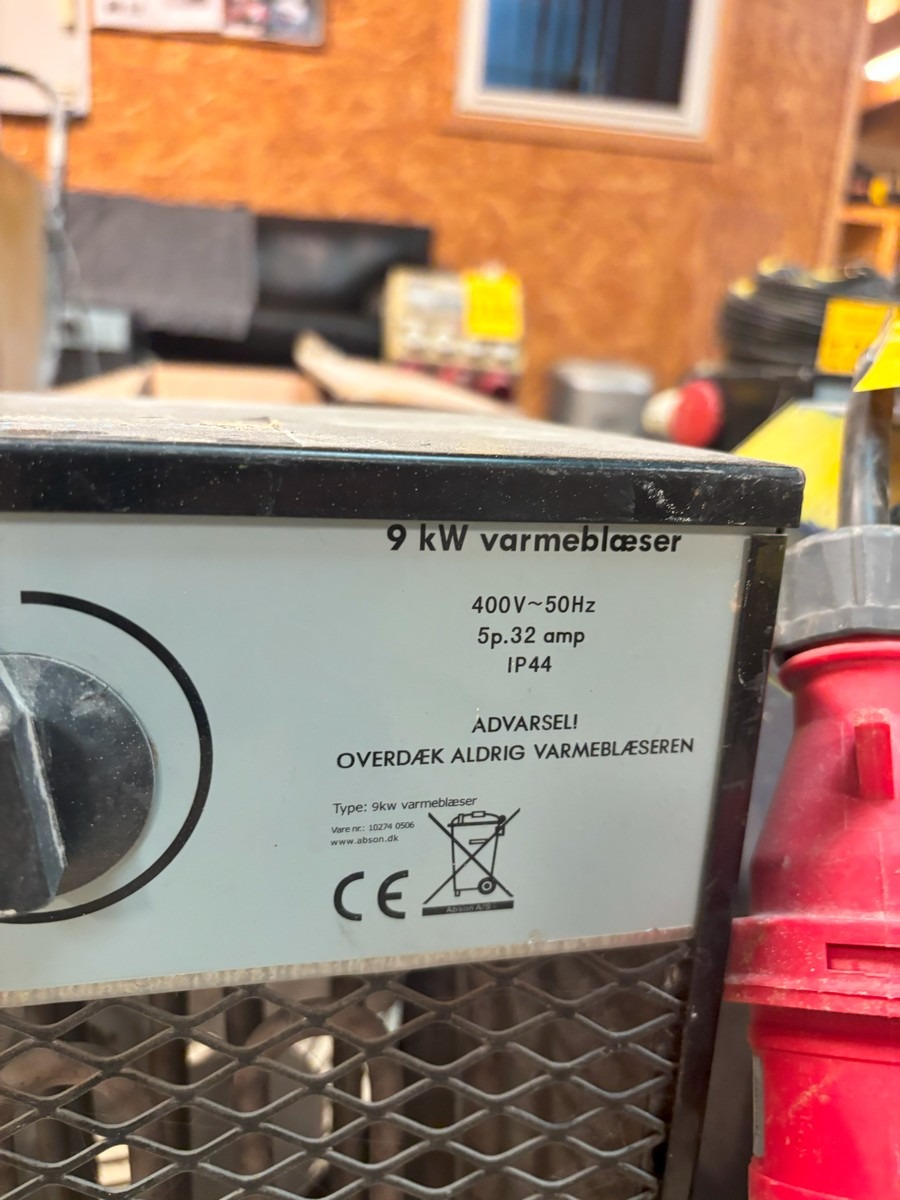 9 kW varmeblæser
400V~50Hz
5p.32 amp
IP44
ADVARSEL!
OVERDÆK ALDRIG VARMEBLÆSEREN
Type: 9kw varmeblæser
Vare nr.: 10274 0506
www.abson.dk
CE
Abson A/S